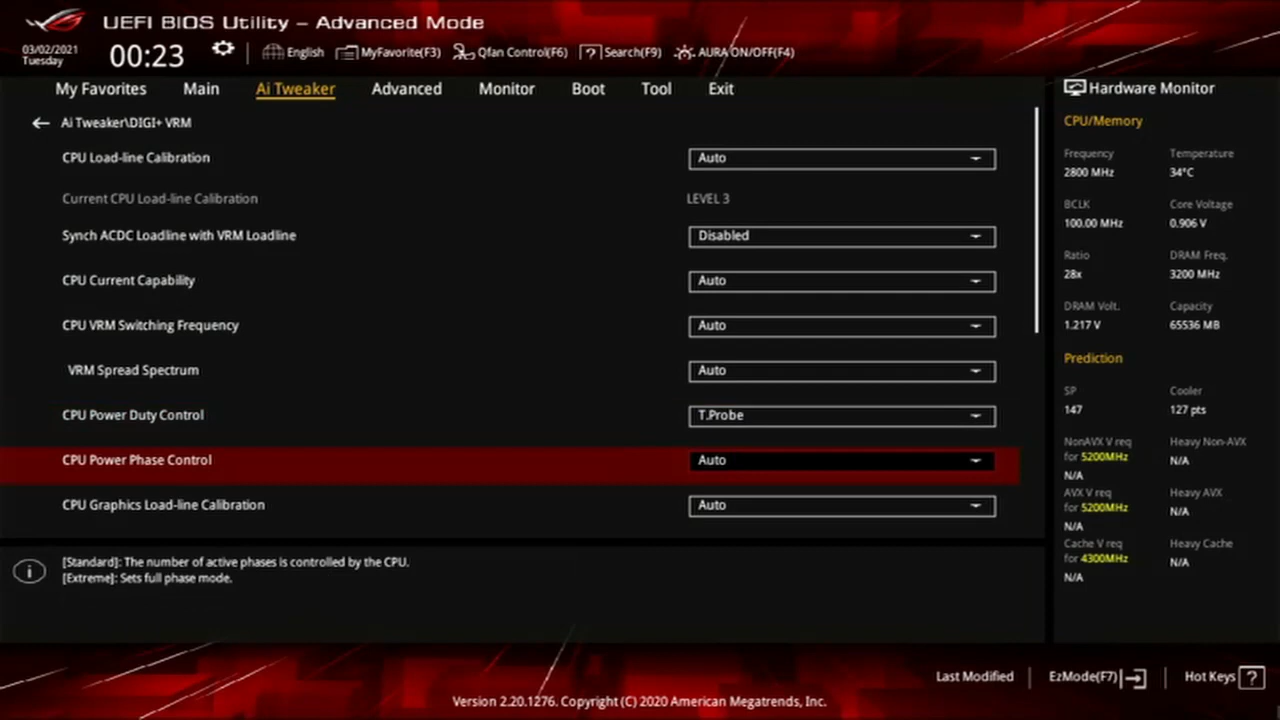 UEFI BIOS Utility – Advanced Mode
03/02/2021
Tuesday
00:23
English
MyFavorite(F3)
Qfan Control(F6)
? Search(F9)
AURA ON/OFF(F4)
My Favorites Main Ai Tweaker Advanced Monitor Boot Tool Exit
Ai Tweaker\DIGI+ VRM
CPU Load-line Calibration Auto
Current CPU Load-line Calibration LEVEL 3
Synch ACDC Loadline with VRM Loadline Disabled
CPU Current Capability Auto
CPU VRM Switching Frequency Auto
VRM Spread Spectrum Auto
CPU Power Duty Control T.Probe
CPU Power Phase Control Auto
CPU Graphics Load-line Calibration Auto
[Standard]: The number of active phases is controlled by the CPU.
[Extreme]: Sets full phase mode.
Hardware Monitor
CPU/Memory
Frequency Temperature
2800 MHz 34°C
BCLK Core Voltage
100.00 MHz 0.906 V
Ratio DRAM Freq.
28x 3200 MHz
DRAM Volt. Capacity
1.217 V 65536 MB
Prediction
SP Cooler
147 127 pts
NonAVX V req Heavy Non-AVX
for 5200MHz N/A
N/A
AVX V req Heavy AVX
for 5200MHz N/A
N/A
Cache V req Heavy Cache
for 4300MHz N/A
N/A
Last Modified EzMode(F7) Hot Keys ?
Version 2.20.1276. Copyright (C) 2020 American Megatrends, Inc.